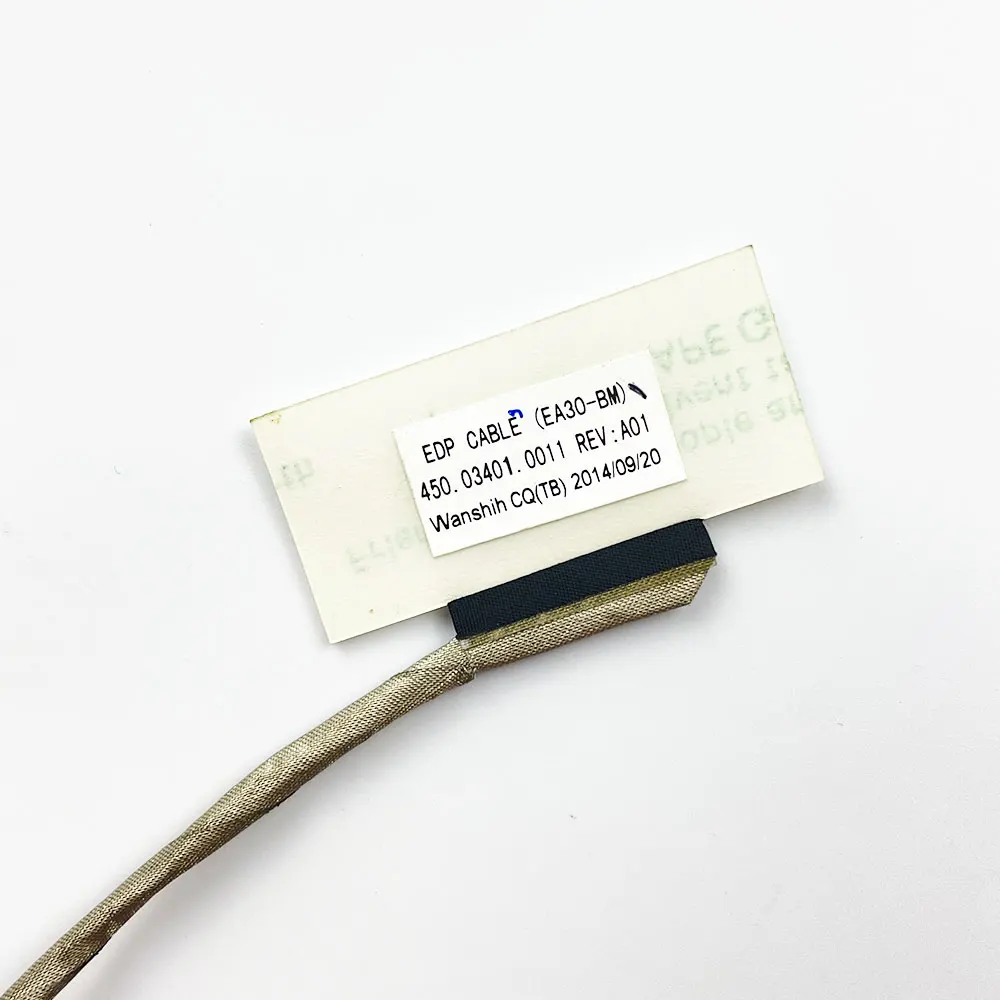 EDP CABLE (EA30-BM)
450.03401.0011 REV:A01
Wanshih CQ(TB) 2014/09/20